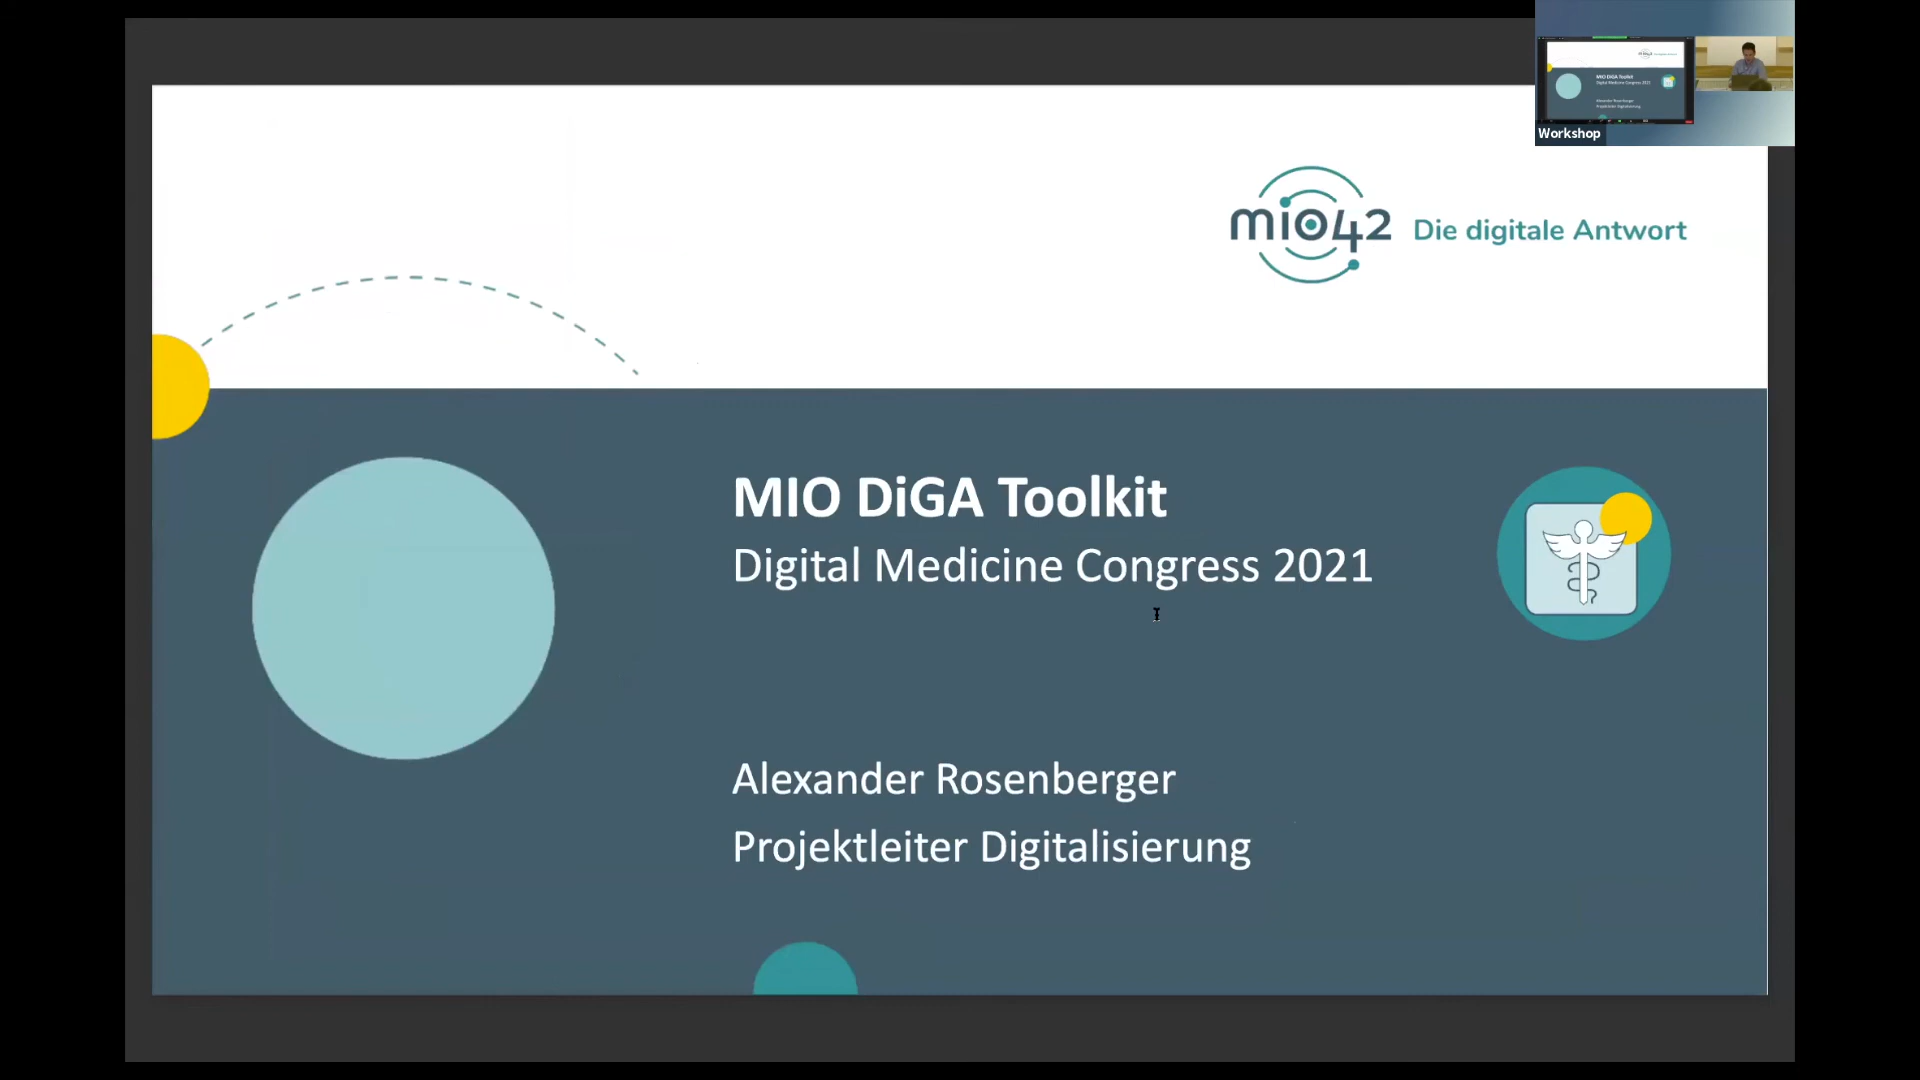 Workshop
mio42 Die digitale Antwort
MIO DiGA Toolkit
Digital Medicine Congress 2021
Alexander Rosenberger
Projektleiter Digitalisierung